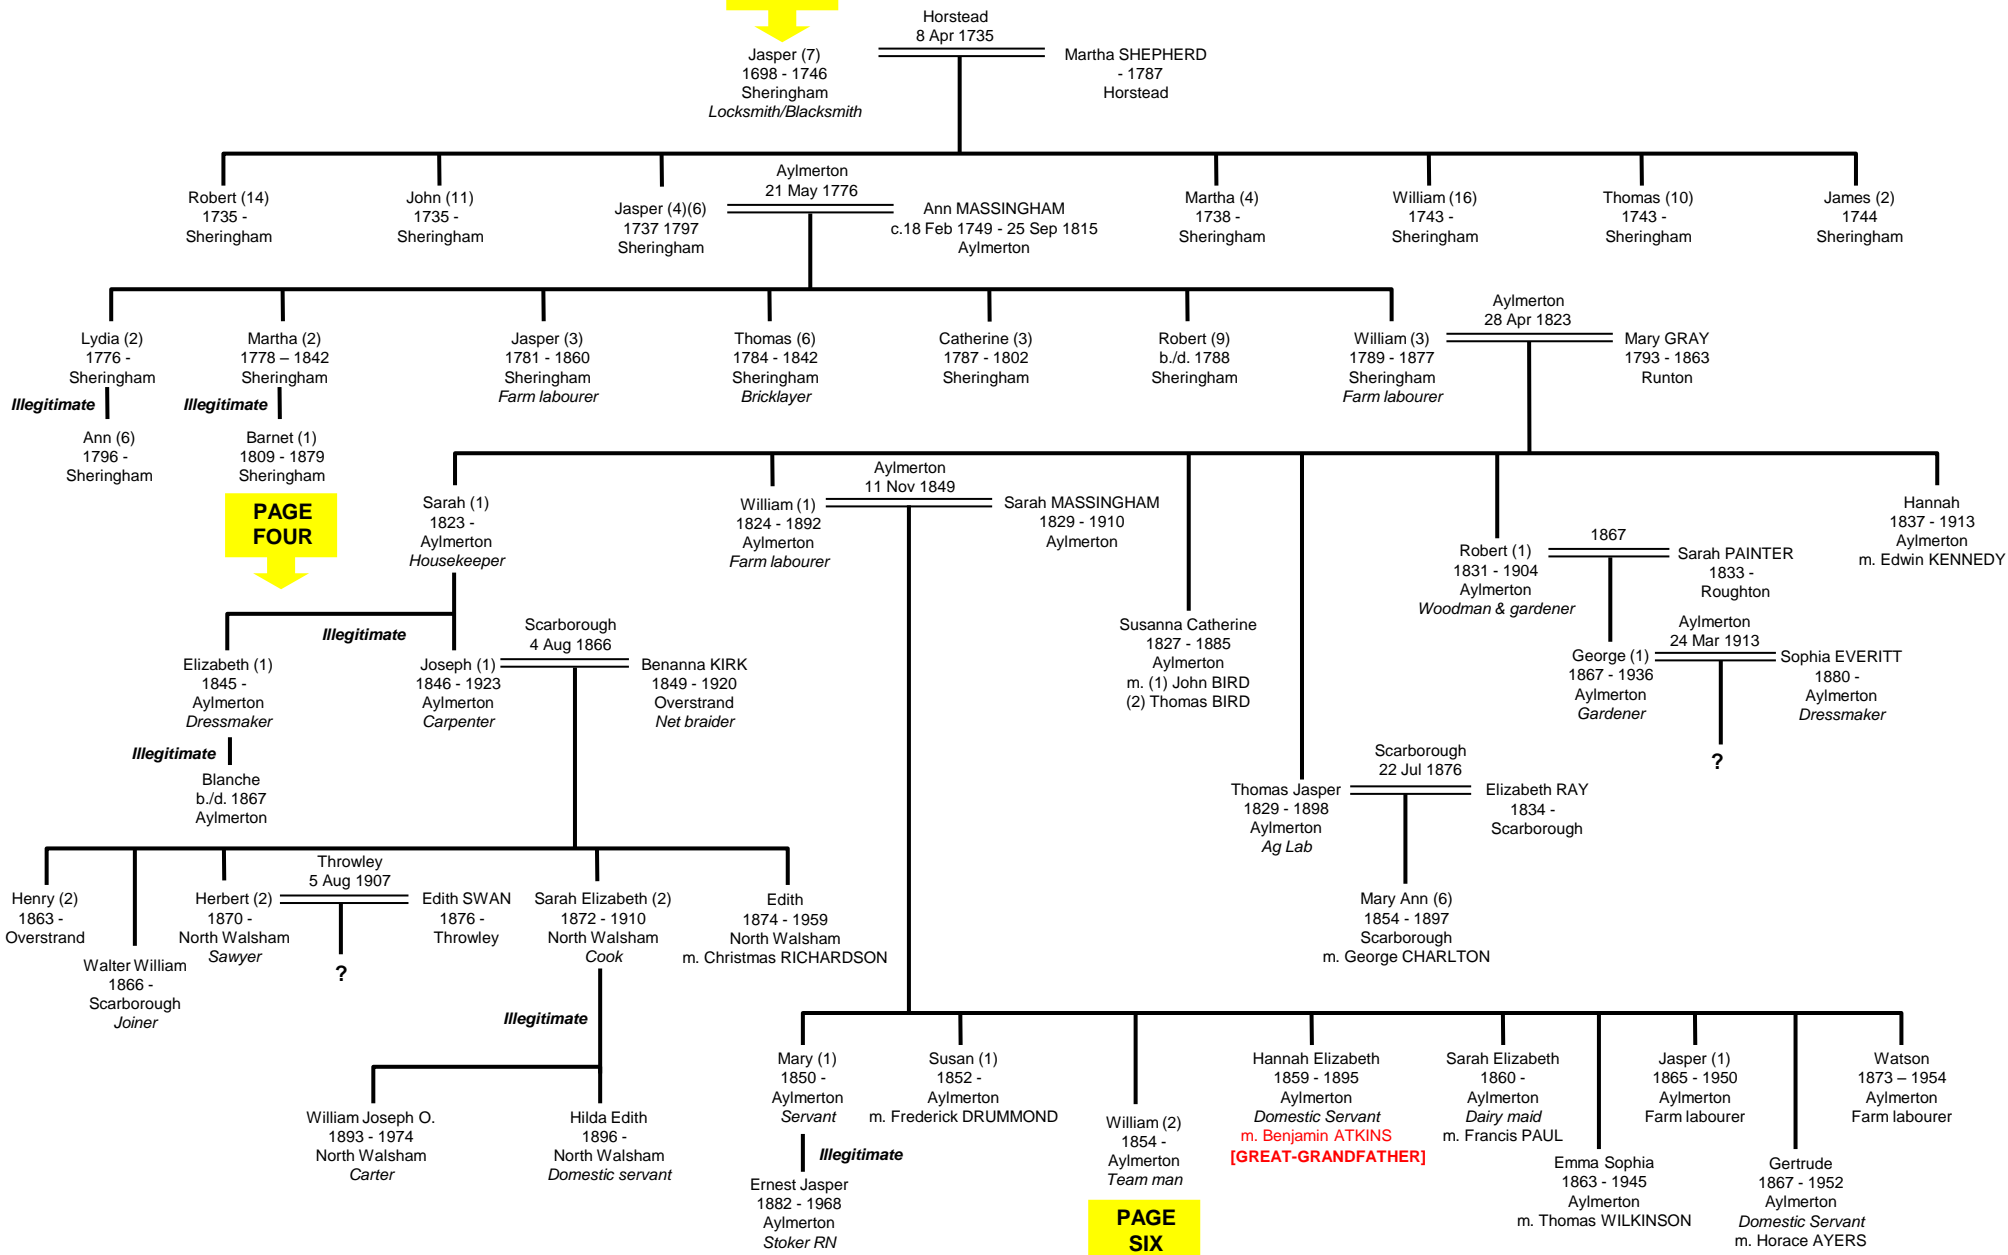 Horstead
8 Apr 1735
Jasper (7)
1698 - 1746
Sheringham
Locksmith/Blacksmith
Martha SHEPHERD
- 1787
Horstead
Robert (14)
1735 -
Sheringham
John (11)
1735 -
Sheringham
Jasper (4)(6)
1737 1797
Sheringham
Aylmerton
21 May 1776
Ann MASSINGHAM
c.18 Feb 1749 - 25 Sep 1815
Aylmerton
Martha (4)
1738 -
Sheringham
William (16)
1743 -
Sheringham
Thomas (10)
1743 -
Sheringham
James (2)
1744
Sheringham
Lydia (2)
1776 -
Sheringham
Illegitimate
Ann (6)
1796 -
Sheringham
Martha (2)
1778 – 1842
Sheringham
Illegitimate
Barnet (1)
1809 - 1879
Sheringham
PAGE
FOUR
Jasper (3)
1781 - 1860
Sheringham
Farm labourer
Thomas (6)
1784 - 1842
Sheringham
Bricklayer
Catherine (3)
1787 - 1802
Sheringham
Robert (9)
b./d. 1788
Sheringham
William (3)
1789 - 1877
Sheringham
Farm labourer
Aylmerton
28 Apr 1823
Mary GRAY
1793 - 1863
Runton
Sarah (1)
1823 -
Aylmerton
Housekeeper
William (1)
1824 - 1892
Aylmerton
Farm labourer
Aylmerton
11 Nov 1849
Sarah MASSINGHAM
1829 - 1910
Aylmerton
Susanna Catherine
1827 - 1885
Aylmerton
m. (1) John BIRD
(2) Thomas BIRD
Robert (1)
1831 - 1904
Aylmerton
Woodman & gardener
1867
Sarah PAINTER
1833 -
Roughton
Hannah
1837 - 1913
Aylmerton
m. Edwin KENNEDY
Illegitimate
Elizabeth (1)
1845 -
Aylmerton
Dressmaker
Illegitimate
Blanche
b./d. 1867
Aylmerton
Joseph (1)
1846 - 1923
Aylmerton
Carpenter
Scarborough
4 Aug 1866
Benanna KIRK
1849 - 1920
Overstrand
Net braider
George (1)
1867 - 1936
Aylmerton
Gardener
Aylmerton
24 Mar 1913
Sophia EVERITT
1880 -
Aylmerton
Dressmaker
?
Thomas Jasper
1829 - 1898
Aylmerton
Ag Lab
Scarborough
22 Jul 1876
Elizabeth RAY
1834 -
Scarborough
Mary Ann (6)
1854 - 1897
Scarborough
m. George CHARLTON
Henry (2)
1863 -
Overstrand
Walter William
1866 -
Scarborough
Joiner
Herbert (2)
1870 -
North Walsham
Sawyer
Throwley
5 Aug 1907
Edith SWAN
1876 -
Throwley
?
Sarah Elizabeth (2)
1872 - 1910
North Walsham
Cook
Edith
1874 - 1959
North Walsham
m. Christmas RICHARDSON
Illegitimate
William Joseph O.
1893 - 1974
North Walsham
Carter
Hilda Edith
1896 -
North Walsham
Domestic servant
Mary (1)
1850 -
Aylmerton
Servant
Illegitimate
Ernest Jasper
1882 - 1968
Aylmerton
Stoker RN
Susan (1)
1852 -
Aylmerton
m. Frederick DRUMMOND
William (2)
1854 -
Aylmerton
Team man
PAGE
SIX
Hannah Elizabeth
1859 - 1895
Aylmerton
Domestic Servant
m. Benjamin ATKINS
[GREAT-GRANDFATHER]
Sarah Elizabeth
1860 -
Aylmerton
Dairy maid
m. Francis PAUL
Emma Sophia
1863 - 1945
Aylmerton
m. Thomas WILKINSON
Jasper (1)
1865 - 1950
Aylmerton
Farm labourer
Gertrude
1867 - 1952
Aylmerton
Domestic Servant
m. Horace AYERS
Watson
1873 – 1954
Aylmerton
Farm labourer